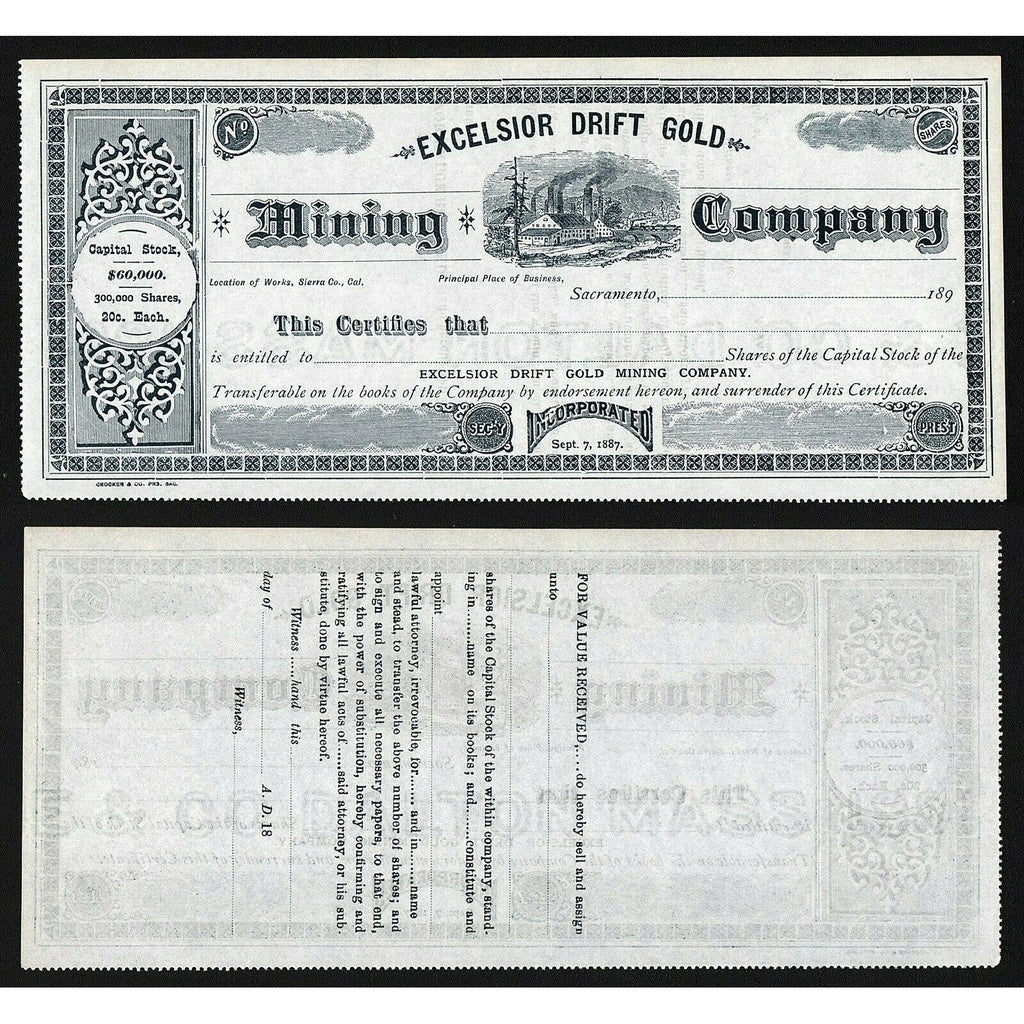 No
SHARES
EXCELSIOR DRIFT GOLD
Mining Company
Capital Stock,
$60,000.
300,000 Shares,
20c. Each.
Location of Works, Sierra Co., Cal.
Principal Place of Business,
Sacramento, 189
This Certifies that
is entitled to Shares of the Capital Stock of the
EXCELSIOR DRIFT GOLD MINING COMPANY.
Transferable on the books of the Company by endorsement hereon, and surrender of this Certificate.
SEC-Y
INCORPORATED
Sept. 7, 1887.
PREST
CROCKER & CO. PRS. SAC.
FOR VALUE RECEIVED,....do hereby sell and assign
unto
shares of the Capital Stock of the within company, stand-
ing in........name on its books; and........constitute and
appoint
lawful attorney, irrevocable, for........and in........name
and stead, to transfer the above number of shares; and
to sign and execute all necessary papers, to that end,
with the power of substitution, hereby confirming and
ratifying all lawful acts of......said attorney, or his sub-
stitute, done by virtue hereof.
Witness.....hand this
day of A. D. 18
Witness,